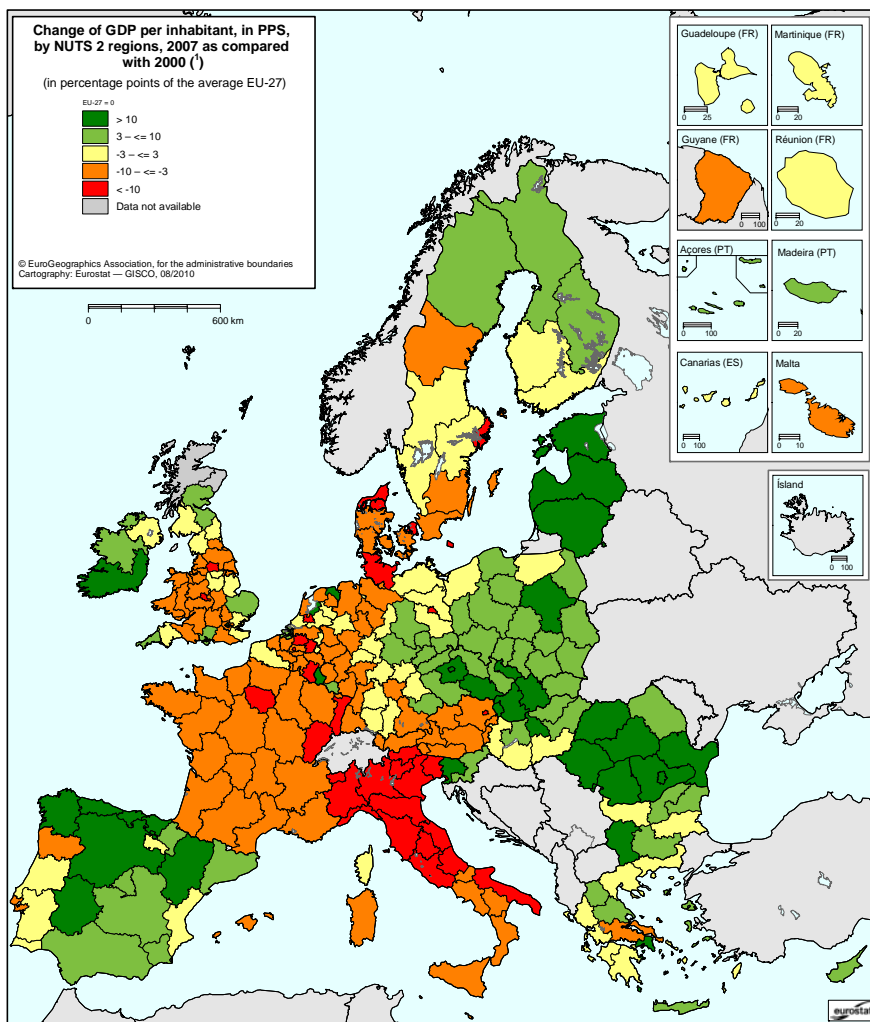 Change of GDP per inhabitant, in PPS,
by NUTS 2 regions, 2007 as compared
with 2000 (¹)
(in percentage points of the average EU-27)
EU-27 = 0
> 10
3 – <= 10
-3 – <= 3
-10 – <= -3
< -10
Data not available
© EuroGeographics Association, for the administrative boundaries
Cartography: Eurostat — GISCO, 08/2010
0 600 km
Guadeloupe (FR)
0 25
Martinique (FR)
0 20
Guyane (FR)
0 100
Réunion (FR)
0 20
Açores (PT)
0 100
Madeira (PT)
0 20
Canarias (ES)
0 100
Malta
0 10
Ísland
0 100
eurostat